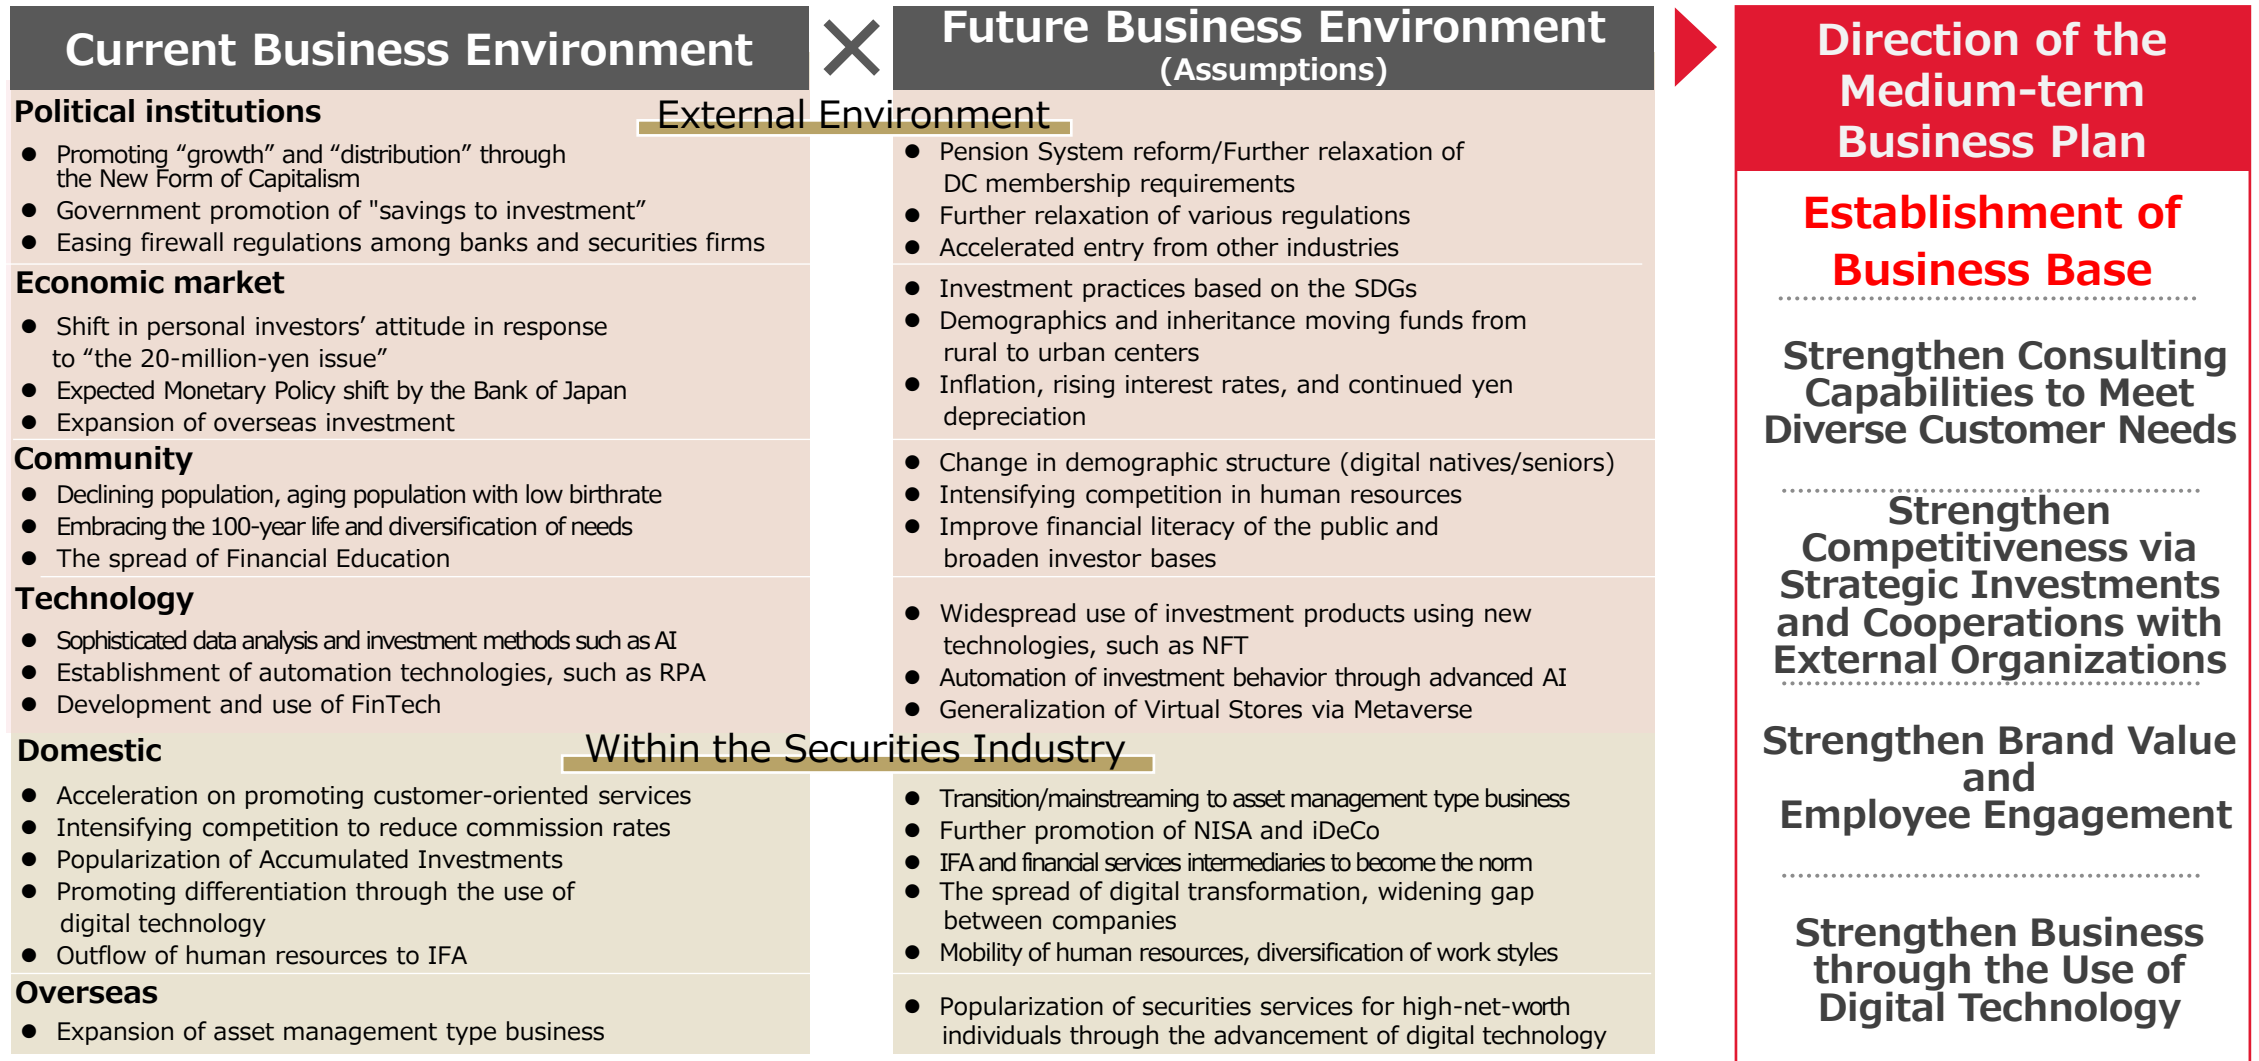 Current Business Environment
Future Business Environment
(Assumptions)
Direction of the
Medium-term
Business Plan
External Environment
Political institutions
● Promoting “growth” and “distribution” through
the New Form of Capitalism
● Government promotion of "savings to investment”
● Easing firewall regulations among banks and securities firms
● Pension System reform/Further relaxation of
DC membership requirements
● Further relaxation of various regulations
● Accelerated entry from other industries
Economic market
● Shift in personal investors’ attitude in response
to “the 20-million-yen issue”
● Expected Monetary Policy shift by the Bank of Japan
● Expansion of overseas investment
● Investment practices based on the SDGs
● Demographics and inheritance moving funds from
rural to urban centers
● Inflation, rising interest rates, and continued yen
depreciation
Community
● Declining population, aging population with low birthrate
● Embracing the 100-year life and diversification of needs
● The spread of Financial Education
● Change in demographic structure (digital natives/seniors)
● Intensifying competition in human resources
● Improve financial literacy of the public and
broaden investor bases
Technology
● Sophisticated data analysis and investment methods such as AI
● Establishment of automation technologies, such as RPA
● Development and use of FinTech
● Widespread use of investment products using new
technologies, such as NFT
● Automation of investment behavior through advanced AI
● Generalization of Virtual Stores via Metaverse
Within the Securities Industry
Domestic
● Acceleration on promoting customer-oriented services
● Intensifying competition to reduce commission rates
● Popularization of Accumulated Investments
● Promoting differentiation through the use of
digital technology
● Outflow of human resources to IFA
● Transition/mainstreaming to asset management type business
● Further promotion of NISA and iDeCo
● IFA and financial services intermediaries to become the norm
● The spread of digital transformation, widening gap
between companies
● Mobility of human resources, diversification of work styles
Overseas
● Expansion of asset management type business
● Popularization of securities services for high-net-worth
individuals through the advancement of digital technology
Establishment of
Business Base
Strengthen Consulting
Capabilities to Meet
Diverse Customer Needs
Strengthen
Competitiveness via
Strategic Investments
and Cooperations with
External Organizations
Strengthen Brand Value
and
Employee Engagement
Strengthen Business
through the Use of
Digital Technology